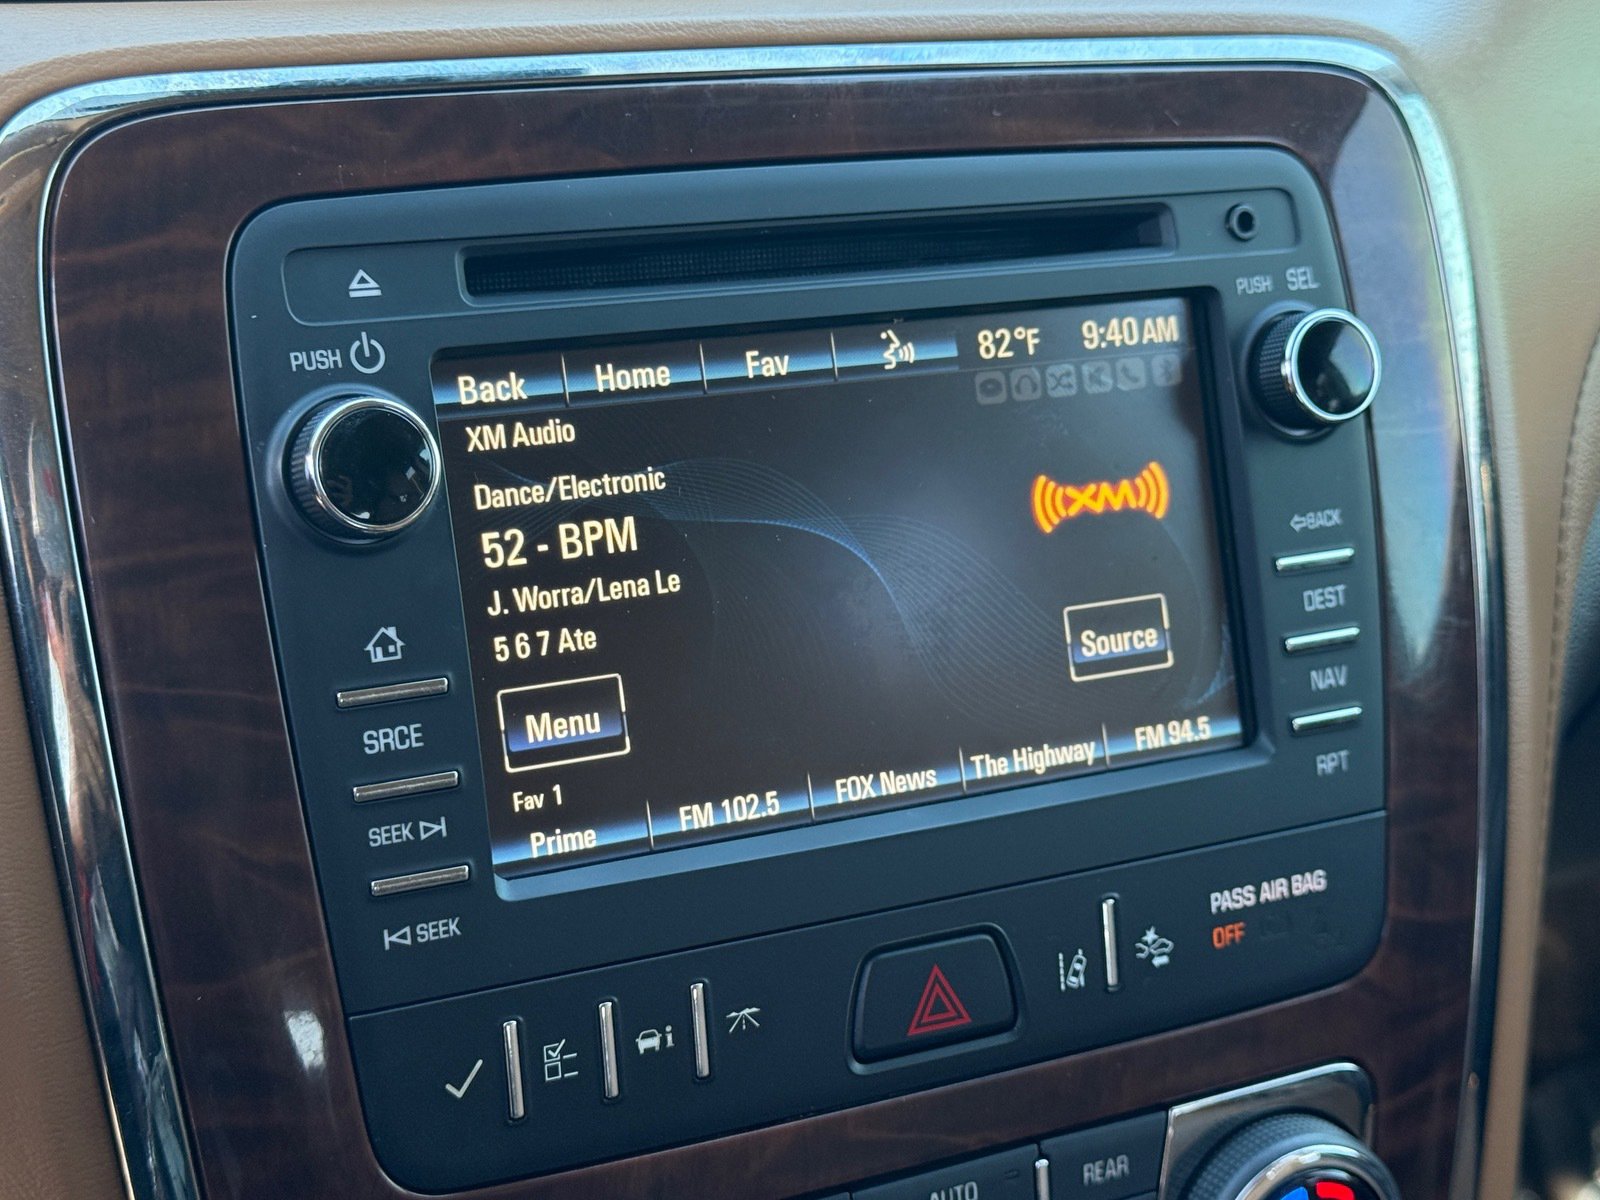 PUSH SEL
PUSH
Back Home Fav 82°F 9:40 AM
XM Audio
Dance/Electronic
((XM))
52 - BPM
BACK
J. Worra/Lena Le
DEST
5 6 7 Ate
Source
NAV
Menu
SRCE
RPT
Fav 1
SEEK
Prime FM 102.5 FOX News The Highway FM 94.5
SEEK
PASS AIR BAG
OFF
i
AUTO REAR